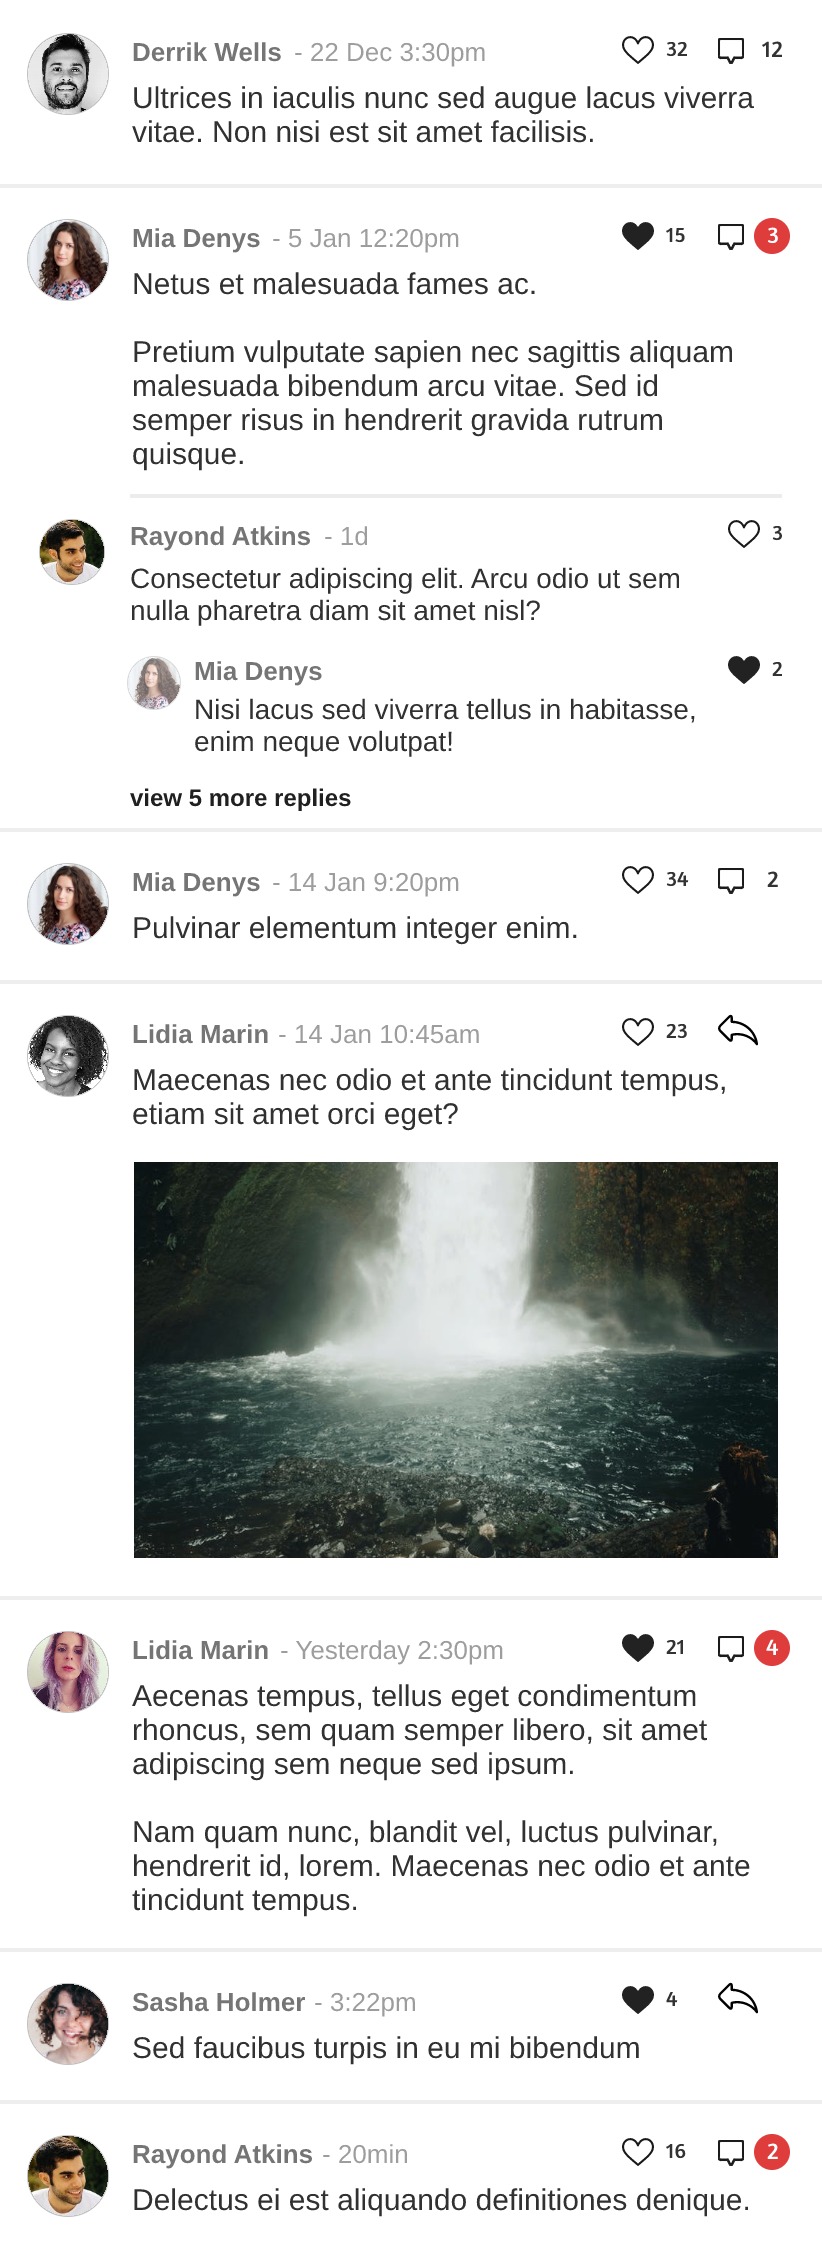 Derrik Wells - 22 Dec 3:30pm 32 12
Ultrices in iaculis nunc sed augue lacus viverra
vitae. Non nisi est sit amet facilisis.
Mia Denys - 5 Jan 12:20pm 15 3
Netus et malesuada fames ac.
Pretium vulputate sapien nec sagittis aliquam
malesuada bibendum arcu vitae. Sed id
semper risus in hendrerit gravida rutrum
quisque.
Rayond Atkins - 1d 3
Consectetur adipiscing elit. Arcu odio ut sem
nulla pharetra diam sit amet nisl?
Mia Denys 2
Nisi lacus sed viverra tellus in habitasse,
enim neque volutpat!
view 5 more replies
Mia Denys - 14 Jan 9:20pm 34 2
Pulvinar elementum integer enim.
Lidia Marin - 14 Jan 10:45am 23
Maecenas nec odio et ante tincidunt tempus,
etiam sit amet orci eget?
Lidia Marin - Yesterday 2:30pm 21 4
Aecenas tempus, tellus eget condimentum
rhoncus, sem quam semper libero, sit amet
adipiscing sem neque sed ipsum.
Nam quam nunc, blandit vel, luctus pulvinar,
hendrerit id, lorem. Maecenas nec odio et ante
tincidunt tempus.
Sasha Holmer - 3:22pm 4
Sed faucibus turpis in eu mi bibendum
Rayond Atkins - 20min 16 2
Delectus ei est aliquando definitiones denique.